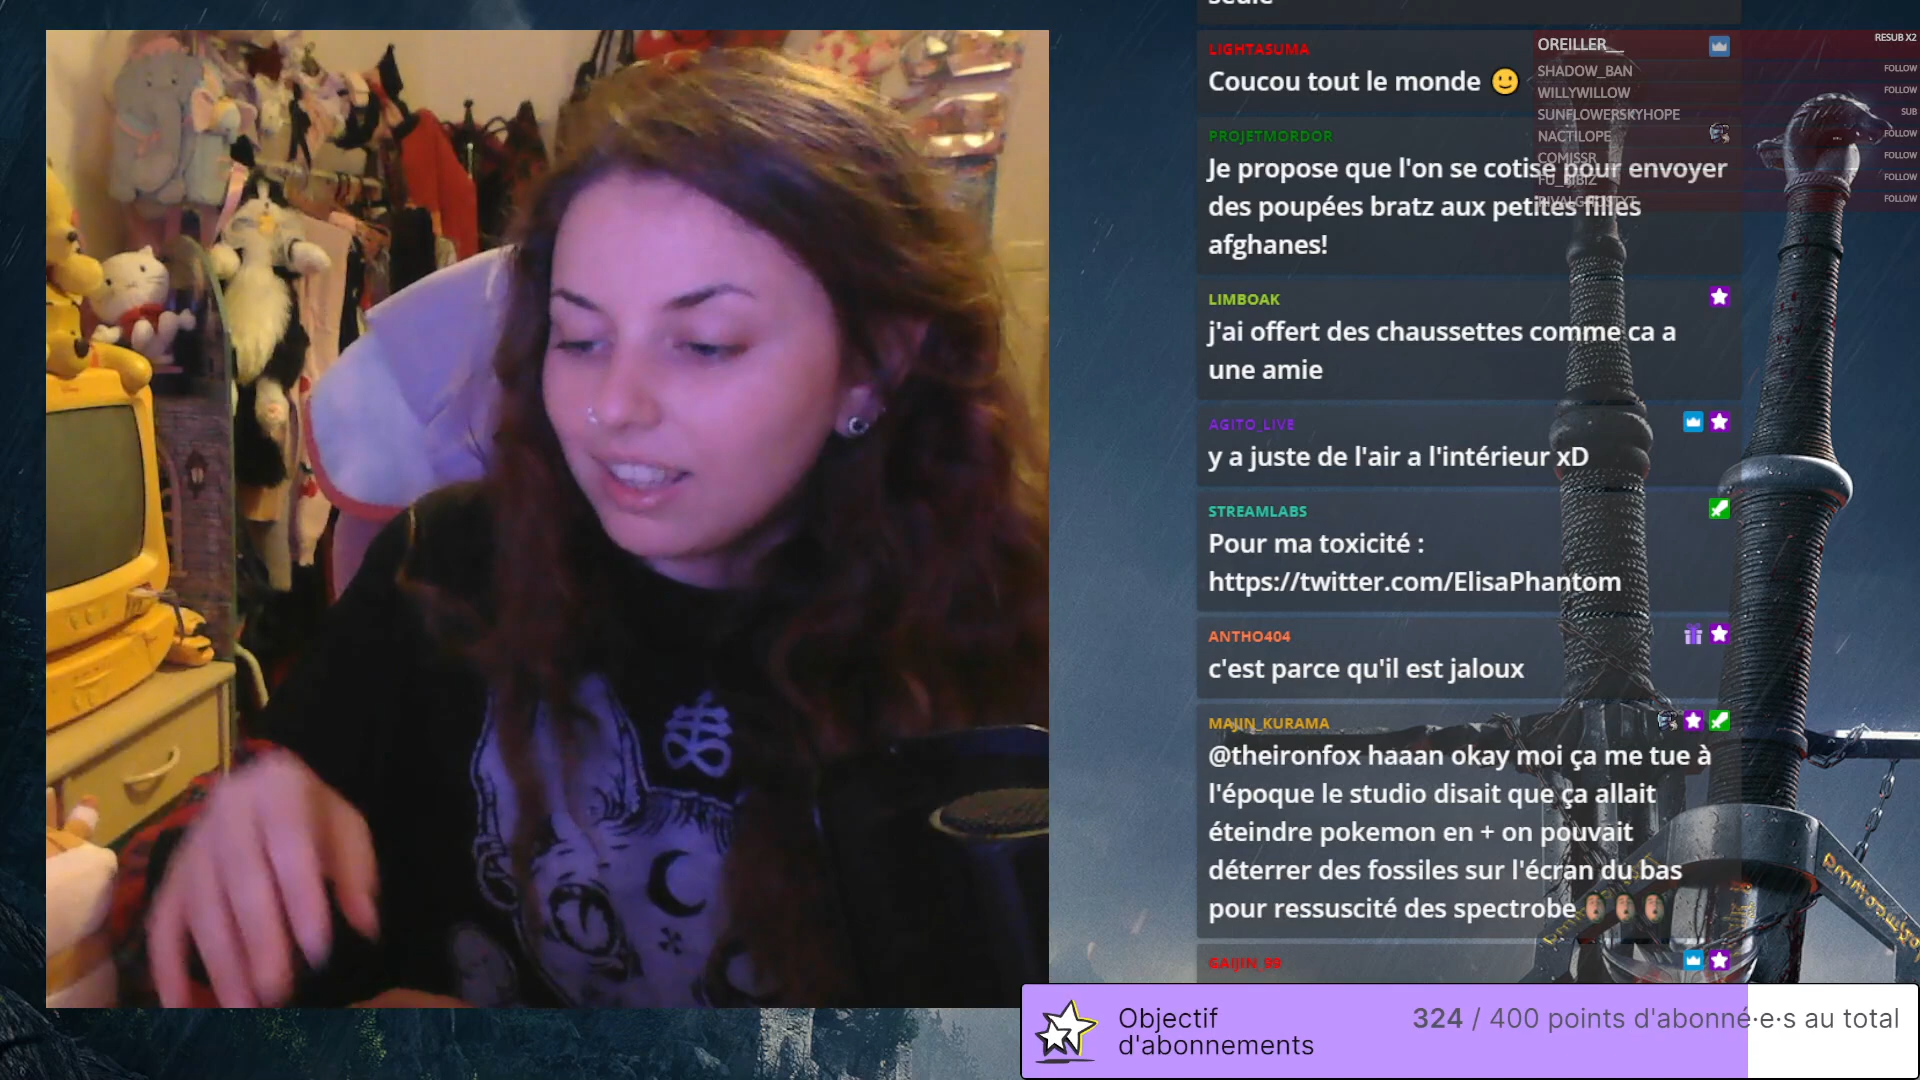 seule
LIGHTASUMA
Coucou tout le monde 🙂
PROJETMORDOR
Je propose que l'on se cotise pour envoyer
des poupées bratz aux petites filles
afghanes!
LIMBOAK
j'ai offert des chaussettes comme ca a
une amie
AGITO_LIVE
y a juste de l'air a l'intérieur xD
STREAMLABS
Pour ma toxicité :
https://twitter.com/ElisaPhantom
ANTHO404
c'est parce qu'il est jaloux
MAJIN_KURAMA
@theironfox haaan okay moi ça me tue à
l'époque le studio disait que ça allait
éteindre pokemon en + on pouvait
déterrer des fossiles sur l'écran du bas
pour ressuscité des spectrobe
GAIJIN_99
OREILLER__ RESUB X2
SHADOW_BAN FOLLOW
WILLYWILLOW FOLLOW
SUNFLOWERSKYHOPE SUB
NACTILOPE FOLLOW
COMISSR FOLLOW
FOLLOW
FOLLOW
Objectif
d'abonnements
324 / 400 points d'abonné·e·s au total